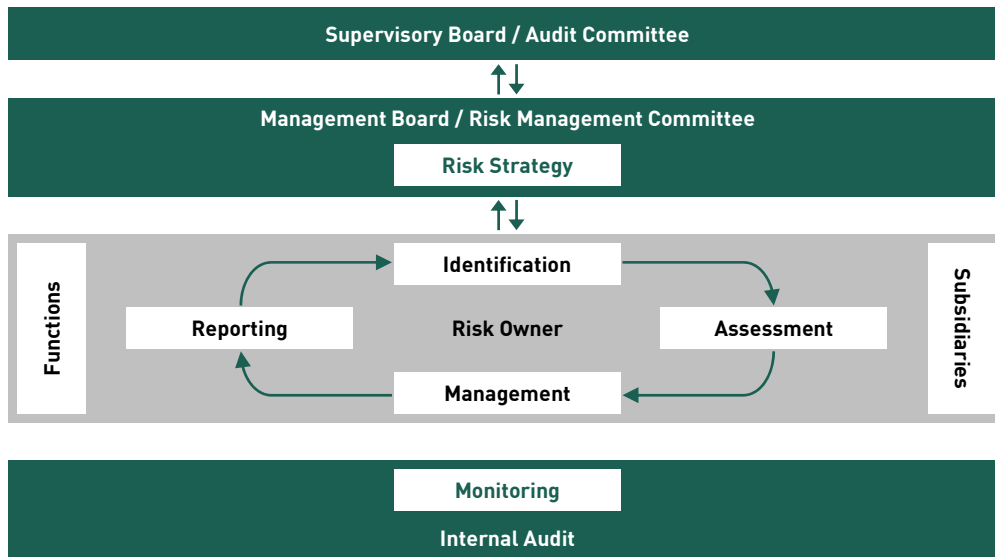 Supervisory Board / Audit Committee
Management Board / Risk Management Committee
Risk Strategy
Functions
Identification
Reporting
Risk Owner
Assessment
Management
Subsidiaries
Monitoring
Internal Audit